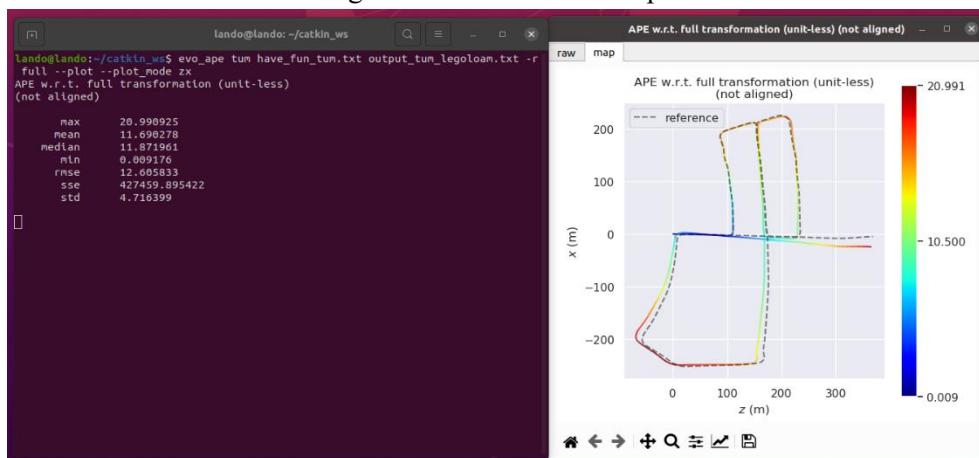 lando@lando: ~/catkin_ws
lando@lando:~/catkin_ws$ evo_ape tum have_fun_tum.txt output_tum_legoloam.txt -r
full --plot --plot_mode zx
APE w.r.t. full transformation (unit-less)
(not aligned)
max 20.990925
mean 11.690278
median 11.871961
min 0.009176
rmse 12.605833
sse 427459.895422
std 4.716399
APE w.r.t. full transformation (unit-less) (not aligned)
raw map
APE w.r.t. full transformation (unit-less)
(not aligned)
reference
200
100
0
−100
−200
x (m)
0 100 200 300
z (m)
20.991
10.500
0.009